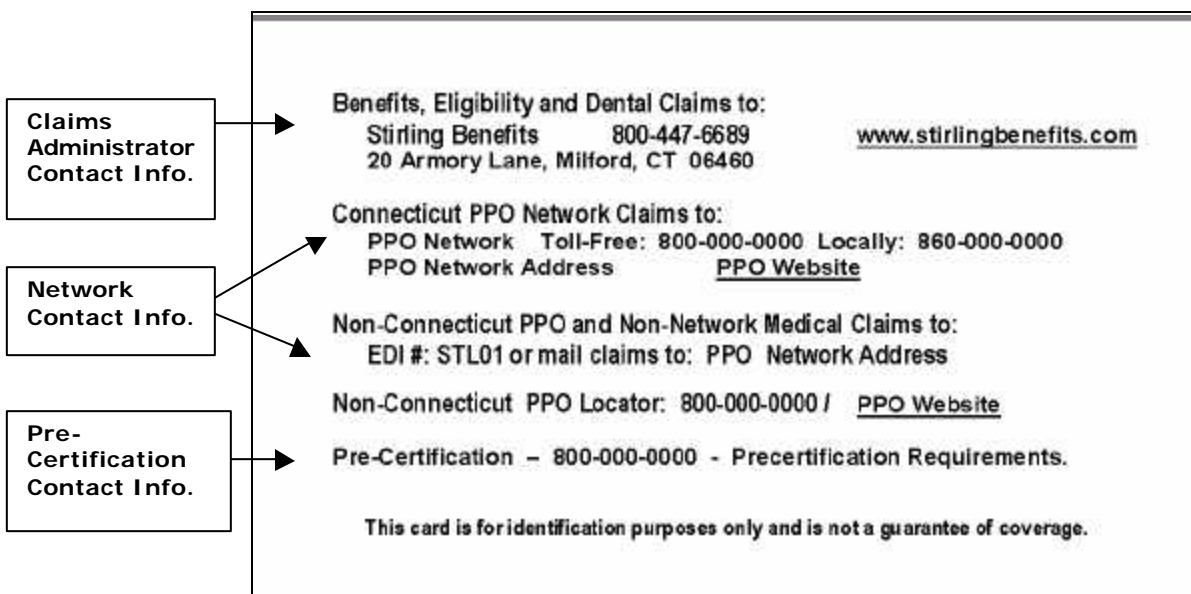 Claims
Administrator
Contact Info.
Network
Contact Info.
Pre-
Certification
Contact Info.
Benefits, Eligibility and Dental Claims to:
Stirling Benefits 800-447-6689 www.stirlingbenefits.com
20 Armory Lane, Milford, CT 06460
Connecticut PPO Network Claims to:
PPO Network Toll-Free: 800-000-0000 Locally: 860-000-0000
PPO Network Address PPO Website
Non-Connecticut PPO and Non-Network Medical Claims to:
EDI #: STL01 or mail claims to: PPO Network Address
Non-Connecticut PPO Locator: 800-000-0000 / PPO Website
Pre-Certification – 800-000-0000 - Precertification Requirements.
This card is for identification purposes only and is not a guarantee of coverage.